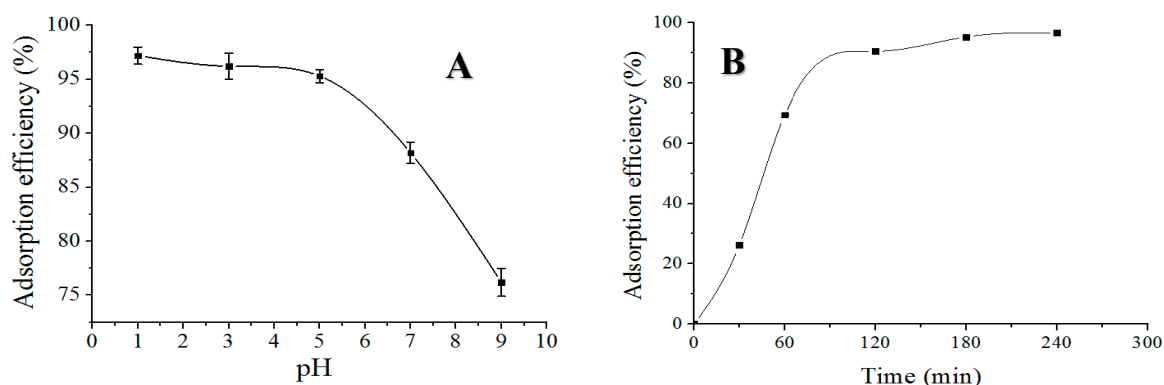 A
Adsorption efficiency (%)
100
95
90
85
80
75
0 1 2 3 4 5 6 7 8 9 10
pH
B
Adsorption efficiency (%)
100
80
60
40
20
0
0 60 120 180 240 300
Time (min)